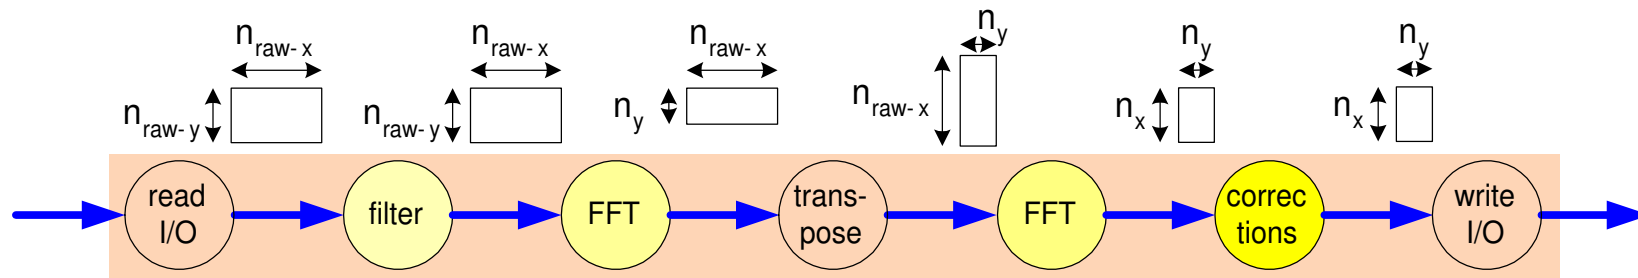 n raw- x
n raw- y
n raw- x
n raw- y
n raw- x
n y
n y
n raw- x
n y
n x
n y
n x
read
I/O
filter
FFT
trans-
pose
FFT
correc
tions
write
I/O